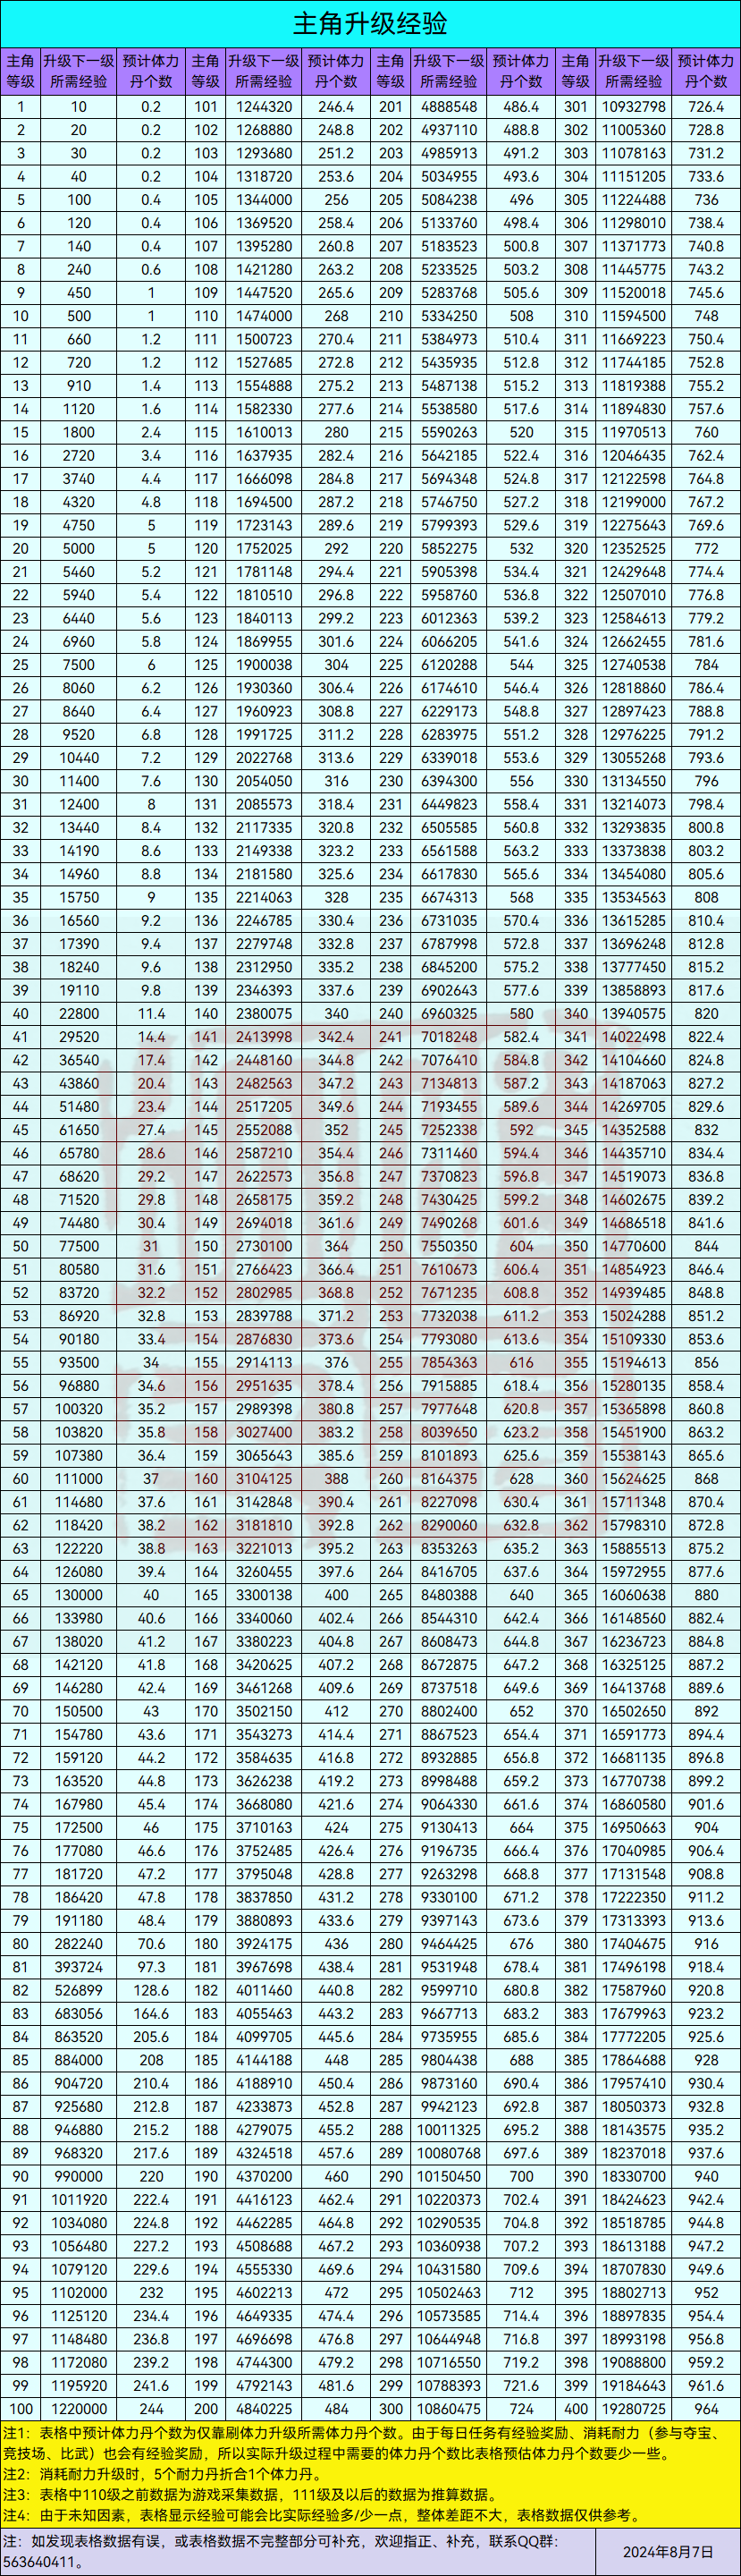 主角升级经验
主角等级 升级下一级所需经验 预计体力丹个数 主角等级 升级下一级所需经验 预计体力丹个数 主角等级 升级下一级所需经验 预计体力丹个数 主角等级 升级下一级所需经验 预计体力丹个数
1 10 0.2 101 1244320 246.4 201 4888548 486.4 301 10932798 726.4
2 20 0.2 102 1268880 248.8 202 4937110 488.8 302 11005360 728.8
3 30 0.2 103 1293680 251.2 203 4985913 491.2 303 11078163 731.2
4 40 0.2 104 1318720 253.6 204 5034955 493.6 304 11151205 733.6
5 100 0.4 105 1344000 256 205 5084238 496 305 11224488 736
6 120 0.4 106 1369520 258.4 206 5133760 498.4 306 11298010 738.4
7 140 0.4 107 1395280 260.8 207 5183523 500.8 307 11371773 740.8
8 240 0.6 108 1421280 263.2 208 5233525 503.2 308 11445775 743.2
9 450 1 109 1447520 265.6 209 5283768 505.6 309 11520018 745.6
10 500 1 110 1474000 268 210 5334250 508 310 11594500 748
11 660 1.2 111 1500723 270.4 211 5384973 510.4 311 11669223 750.4
12 720 1.2 112 1527685 272.8 212 5435935 512.8 312 11744185 752.8
13 910 1.4 113 1554888 275.2 213 5487138 515.2 313 11819388 755.2
14 1120 1.6 114 1582330 277.6 214 5538580 517.6 314 11894830 757.6
15 1800 2.4 115 1610013 280 215 5590263 520 315 11970513 760
16 2720 3.4 116 1637935 282.4 216 5642185 522.4 316 12046435 762.4
17 3740 4.4 117 1666098 284.8 217 5694348 524.8 317 12122598 764.8
18 4320 4.8 118 1694500 287.2 218 5746750 527.2 318 12199000 767.2
19 4750 5 119 1723143 289.6 219 5799393 529.6 319 12275643 769.6
20 5000 5 120 1752025 292 220 5852275 532 320 12352525 772
21 5460 5.2 121 1781148 294.4 221 5905398 534.4 321 12429648 774.4
22 5940 5.4 122 1810510 296.8 222 5958760 536.8 322 12507010 776.8
23 6440 5.6 123 1840113 299.2 223 6012363 539.2 323 12584613 779.2
24 6960 5.8 124 1869955 301.6 224 6066205 541.6 324 12662455 781.6
25 7500 6 125 1900038 304 225 6120288 544 325 12740538 784
26 8060 6.2 126 1930360 306.4 226 6174610 546.4 326 12818860 786.4
27 8640 6.4 127 1960923 308.8 227 6229173 548.8 327 12897423 788.8
28 9520 6.8 128 1991725 311.2 228 6283975 551.2 328 12976225 791.2
29 10440 7.2 129 2022768 313.6 229 6339018 553.6 329 13055268 793.6
30 11400 7.6 130 2054050 316 230 6394300 556 330 13134550 796
31 12400 8 131 2085573 318.4 231 6449823 558.4 331 13214073 798.4
32 13440 8.4 132 2117335 320.8 232 6505585 560.8 332 13293835 800.8
33 14190 8.6 133 2149338 323.2 233 6561588 563.2 333 13373838 803.2
34 14960 8.8 134 2181580 325.6 234 6617830 565.6 334 13454080 805.6
35 15750 9 135 2214063 328 235 6674313 568 335 13534563 808
36 16560 9.2 136 2246785 330.4 236 6731035 570.4 336 13615285 810.4
37 17390 9.4 137 2279748 332.8 237 6787998 572.8 337 13696248 812.8
38 18240 9.6 138 2312950 335.2 238 6845200 575.2 338 13777450 815.2
39 19110 9.8 139 2346393 337.6 239 6902643 577.6 339 13858893 817.6
40 22800 11.4 140 2380075 340 240 6960325 580 340 13940575 820
41 29520 14.4 141 2413998 342.4 241 7018248 582.4 341 14022498 822.4
42 36540 17.4 142 2448160 344.8 242 7076410 584.8 342 14104660 824.8
43 43860 20.4 143 2482563 347.2 243 7134813 587.2 343 14187063 827.2
44 51480 23.4 144 2517205 349.6 244 7193455 589.6 344 14269705 829.6
45 61650 27.4 145 2552088 352 245 7252338 592 345 14352588 832
46 65780 28.6 146 2587210 354.4 246 7311460 594.4 346 14435710 834.4
47 68620 29.2 147 2622573 356.8 247 7370823 596.8 347 14519073 836.8
48 71520 29.8 148 2658175 359.2 248 7430425 599.2 348 14602675 839.2
49 74480 30.4 149 2694018 361.6 249 7490268 601.6 349 14686518 841.6
50 77500 31 150 2730100 364 250 7550350 604 350 14770600 844
51 80580 31.6 151 2766423 366.4 251 7610673 606.4 351 14854923 846.4
52 83720 32.2 152 2802985 368.8 252 7671235 608.8 352 14939485 848.8
53 86920 32.8 153 2839788 371.2 253 7732038 611.2 353 15024288 851.2
54 90180 33.4 154 2876830 373.6 254 7793080 613.6 354 15109330 853.6
55 93500 34 155 2914113 376 255 7854363 616 355 15194613 856
56 96880 34.6 156 2951635 378.4 256 7915885 618.4 356 15280135 858.4
57 100320 35.2 157 2989398 380.8 257 7977648 620.8 357 15365898 860.8
58 103820 35.8 158 3027400 383.2 258 8039650 623.2 358 15451900 863.2
59 107380 36.4 159 3065643 385.6 259 8101893 625.6 359 15538143 865.6
60 111000 37 160 3104125 388 260 8164375 628 360 15624625 868
61 114680 37.6 161 3142848 390.4 261 8227098 630.4 361 15711348 870.4
62 118420 38.2 162 3181810 392.8 262 8290060 632.8 362 15798310 872.8
63 122220 38.8 163 3221013 395.2 263 8353263 635.2 363 15885513 875.2
64 126080 39.4 164 3260455 397.6 264 8416705 637.6 364 15972955 877.6
65 130000 40 165 3300138 400 265 8480388 640 365 16060638 880
66 133980 40.6 166 3340060 402.4 266 8544310 642.4 366 16148560 882.4
67 138020 41.2 167 3380223 404.8 267 8608473 644.8 367 16236723 884.8
68 142120 41.8 168 3420625 407.2 268 8672875 647.2 368 16325125 887.2
69 146280 42.4 169 3461268 409.6 269 8737518 649.6 369 16413768 889.6
70 150500 43 170 3502150 412 270 8802400 652 370 16502650 892
71 154780 43.6 171 3543273 414.4 271 8867523 654.4 371 16591773 894.4
72 159120 44.2 172 3584635 416.8 272 8932885 656.8 372 16681135 896.8
73 163520 44.8 173 3626238 419.2 273 8998488 659.2 373 16770738 899.2
74 167980 45.4 174 3668080 421.6 274 9064330 661.6 374 16860580 901.6
75 172500 46 175 3710163 424 275 9130413 664 375 16950663 904
76 177080 46.6 176 3752485 426.4 276 9196735 666.4 376 17040985 906.4
77 181720 47.2 177 3795048 428.8 277 9263298 668.8 377 17131548 908.8
78 186420 47.8 178 3837850 431.2 278 9330100 671.2 378 17222350 911.2
79 191180 48.4 179 3880893 433.6 279 9397143 673.6 379 17313393 913.6
80 282240 70.6 180 3924175 436 280 9464425 676 380 17404675 916
81 393724 97.3 181 3967698 438.4 281 9531948 678.4 381 17496198 918.4
82 526899 128.6 182 4011460 440.8 282 9599710 680.8 382 17587960 920.8
83 683056 164.6 183 4055463 443.2 283 9667713 683.2 383 17679963 923.2
84 863520 205.6 184 4099705 445.6 284 9735955 685.6 384 17772205 925.6
85 884000 208 185 4144188 448 285 9804438 688 385 17864688 928
86 904720 210.4 186 4188910 450.4 286 9873160 690.4 386 17957410 930.4
87 925680 212.8 187 4233873 452.8 287 9942123 692.8 387 18050373 932.8
88 946880 215.2 188 4279075 455.2 288 10011325 695.2 388 18143575 935.2
89 968320 217.6 189 4324518 457.6 289 10080768 697.6 389 18237018 937.6
90 990000 220 190 4370200 460 290 10150450 700 390 18330700 940
91 1011920 222.4 191 4416123 462.4 291 10220373 702.4 391 18424623 942.4
92 1034080 224.8 192 4462285 464.8 292 10290535 704.8 392 18518785 944.8
93 1056480 227.2 193 4508688 467.2 293 10360938 707.2 393 18613188 947.2
94 1079120 229.6 194 4555330 469.6 294 10431580 709.6 394 18707830 949.6
95 1102000 232 195 4602213 472 295 10502463 712 395 18802713 952
96 1125120 234.4 196 4649335 474.4 296 10573585 714.4 396 18897835 954.4
97 1148480 236.8 197 4696698 476.8 297 10644948 716.8 397 18993198 956.8
98 1172080 239.2 198 4744300 479.2 298 10716550 719.2 398 19088800 959.2
99 1195920 241.6 199 4792143 481.6 299 10788393 721.6 399 19184643 961.6
100 1220000 244 200 4840225 484 300 10860475 724 400 19280725 964
注1：表格中预计体力丹个数为仅靠刷体力升级所需体力丹个数。由于每日任务有经验奖励、消耗耐力（参与夺宝、
竞技场、比武）也会有经验奖励，所以实际升级过程中需要的体力丹个数比表格预估体力丹个数要少一些。
注2：消耗耐力升级时，5个耐力丹折合1个体力丹。
注3：表格中110级之前数据为游戏采集数据，111级及以后的数据为推算数据。
注4：由于未知因素，表格显示经验可能会比实际经验多/少一点，整体差距不大，表格数据仅供参考。
注：如发现表格数据有误，或表格数据不完整部分可补充，欢迎指正、补充，联系QQ群：
563640411。
2024年8月7日